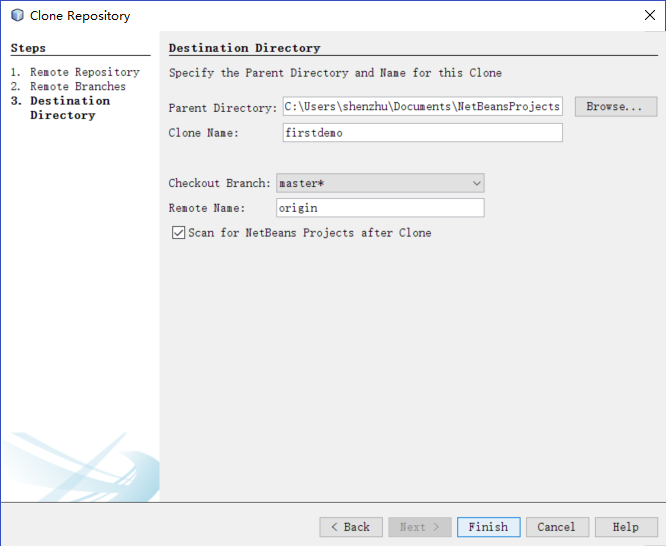 Clone Repository
Steps
1. Remote Repository
2. Remote Branches
3. Destination
Directory
Destination Directory
Specify the Parent Directory and Name for this Clone
Parent Directory: C:\Users\shenzhu\Documents\NetBeansProjects Browse...
Clone Name: firstdemo
Checkout Branch: master*
Remote Name: origin
Scan for NetBeans Projects after Clone
< Back Next > Finish Cancel Help